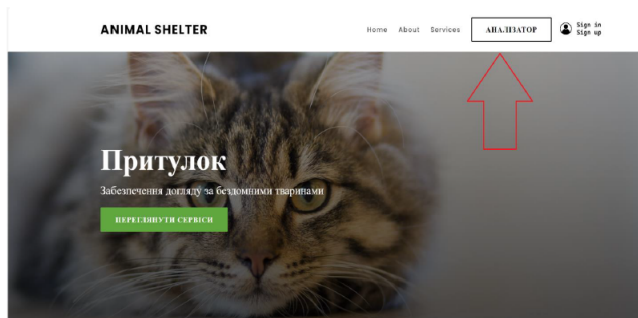 ANIMAL SHELTER
Home About Services АНАЛІЗАТОР Sign in
Sign up
Притулок
Забезпечення догляду за бездомними тваринами
ПЕРЕГЛЯНУТИ СЕРВІСИ